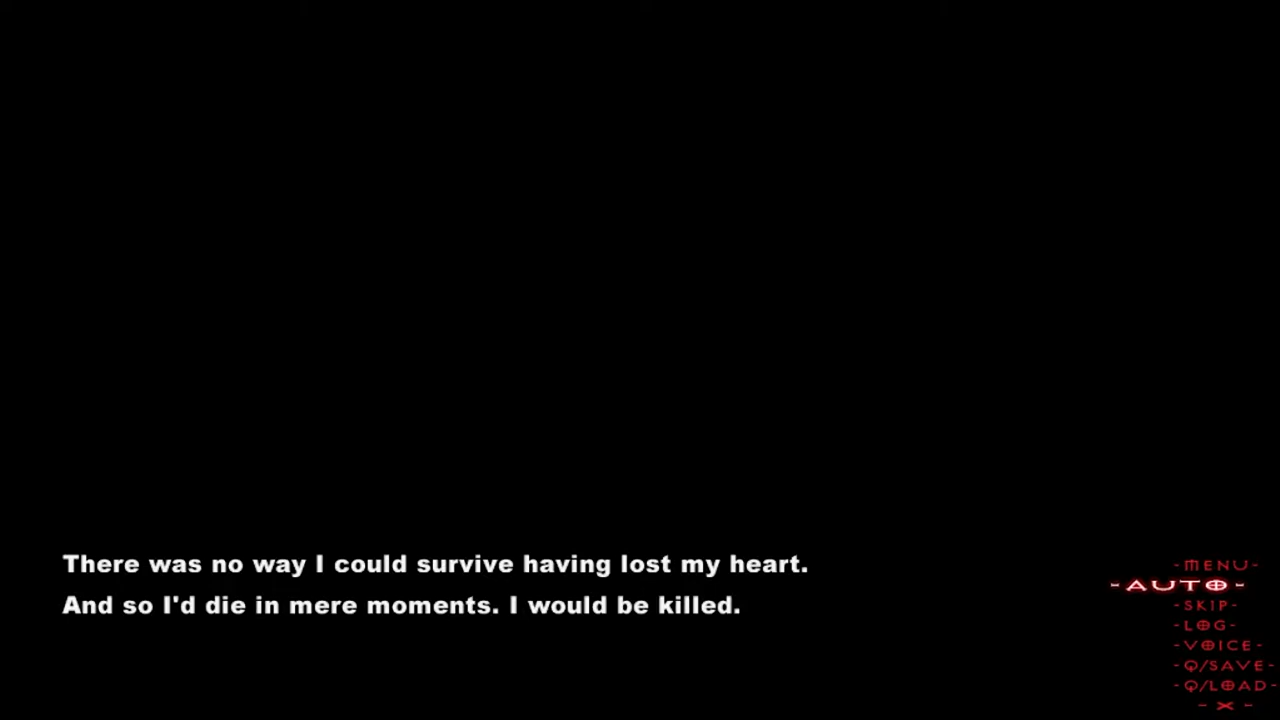 There was no way I could survive having lost my heart.
And so I'd die in mere moments. I would be killed.
-MENU-
-AUTO-
-SKIP-
-LOG-
-VOICE-
-Q/SAVE-
-Q/LOAD-
-X-